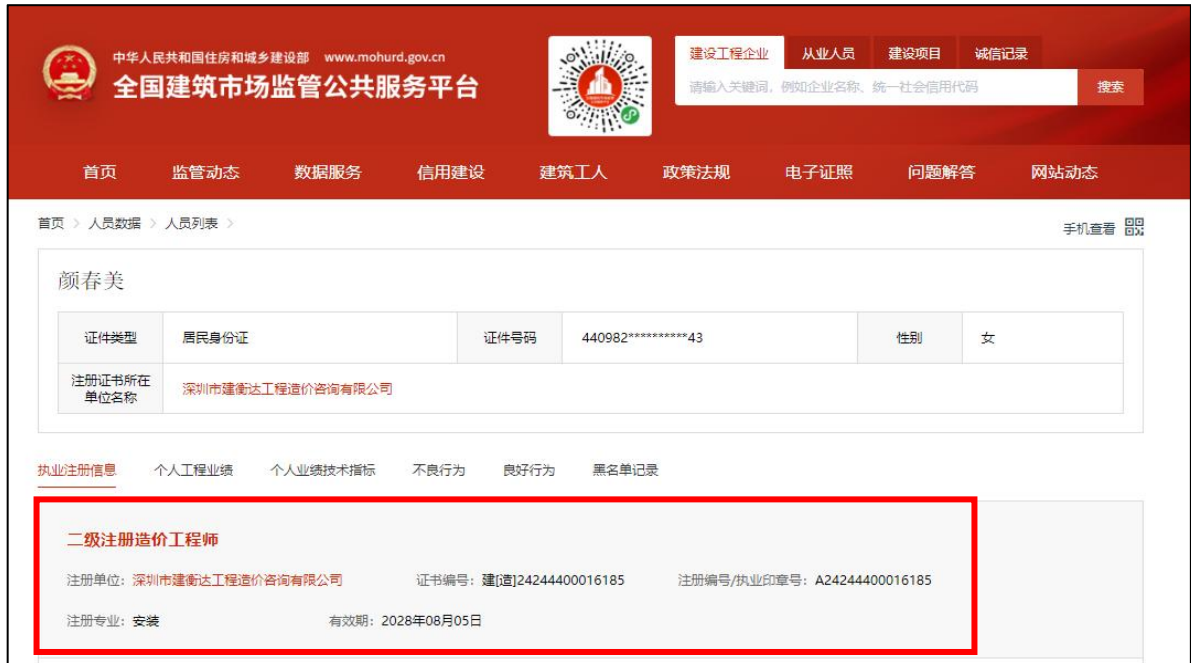 中华人民共和国住房和城乡建设部 www.mohurd.gov.cn
全国建筑市场监管公共服务平台
建设工程企业 从业人员 建设项目 诚信记录
请输入关键词，例如企业名称、统一社会信用代码 搜索
首页 监管动态 数据服务 信用建设 建筑工人 政策法规 电子证照 问题解答 网站动态
首页 > 人员数据 > 人员列表 >
手机查看
颜春美
证件类型 居民身份证 证件号码 440982**********43 性别 女
注册证书所在
单位名称
深圳市建衡达工程造价咨询有限公司
执业注册信息 个人工程业绩 个人业绩技术指标 不良行为 良好行为 黑名单记录
二级注册造价工程师
注册单位：深圳市建衡达工程造价咨询有限公司 证书编号：建[造]24244400016185 注册编号/执业印章号：A24244400016185
注册专业：安装 有效期：2028年08月05日